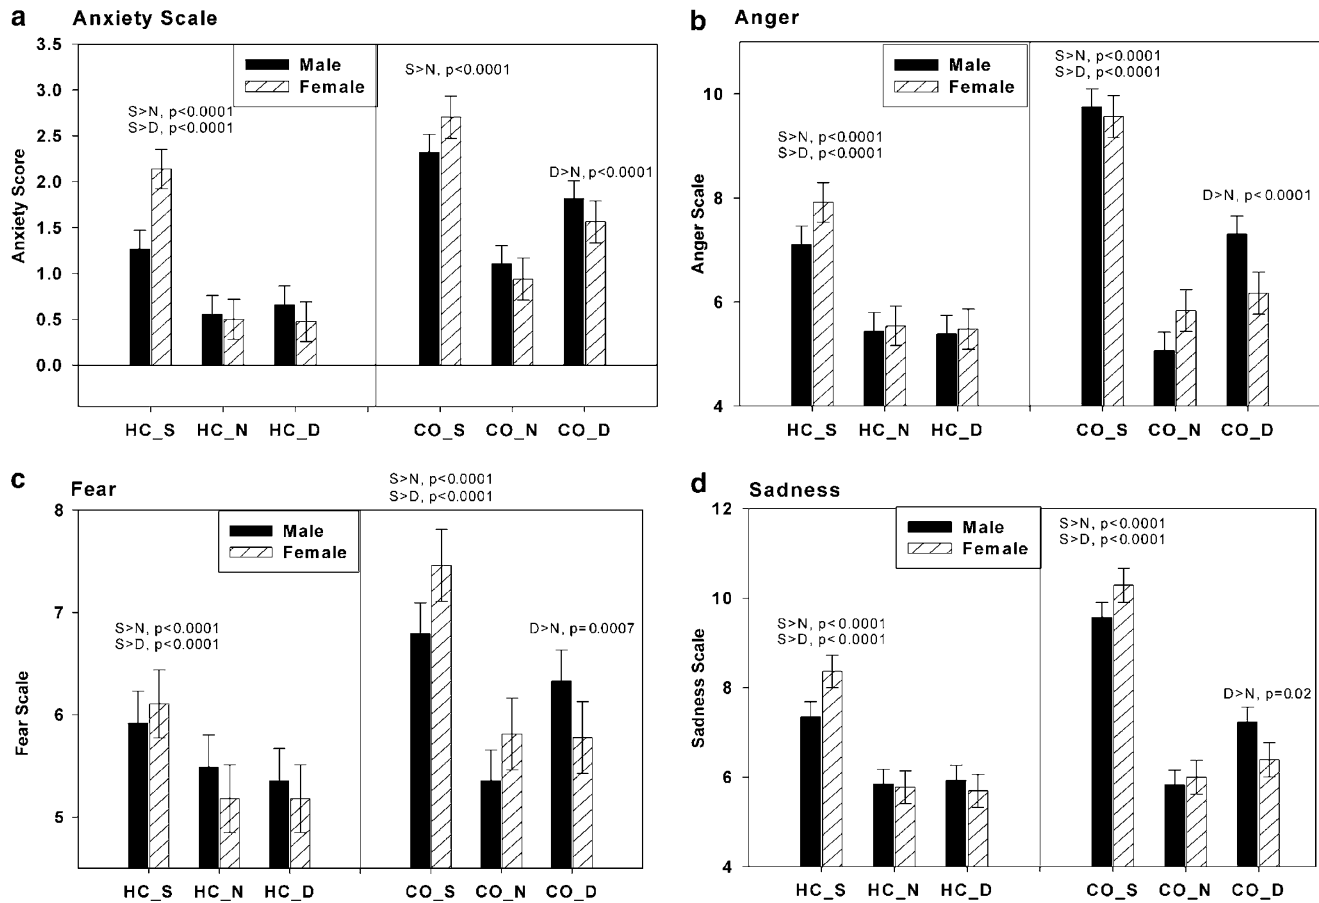 a Anxiety Scale
3.5
3.0
2.5
2.0
1.5
1.0
0.5
0.0
Anxiety Score
Male
Female
S>N, p<0.0001
S>D, p<0.0001
S>N, p<0.0001
D>N, p<0.0001
HC_S HC_N HC_D CO_S CO_N CO_D
b Anger
10
8
6
4
Anger Scale
Male
Female
S>N, p<0.0001
S>D, p<0.0001
S>N, p<0.0001
S>D, p<0.0001
D>N, p<0.0001
HC_S HC_N HC_D CO_S CO_N CO_D
c Fear
8
7
6
5
Fear Scale
Male
Female
S>N, p<0.0001
S>D, p<0.0001
S>N, p<0.0001
S>D, p<0.0001
D>N, p=0.0007
HC_S HC_N HC_D CO_S CO_N CO_D
d Sadness
12
10
8
6
4
Sadness Scale
Male
Female
S>N, p<0.0001
S>D, p<0.0001
S>N, p<0.0001
S>D, p<0.0001
D>N, p=0.02
HC_S HC_N HC_D CO_S CO_N CO_D